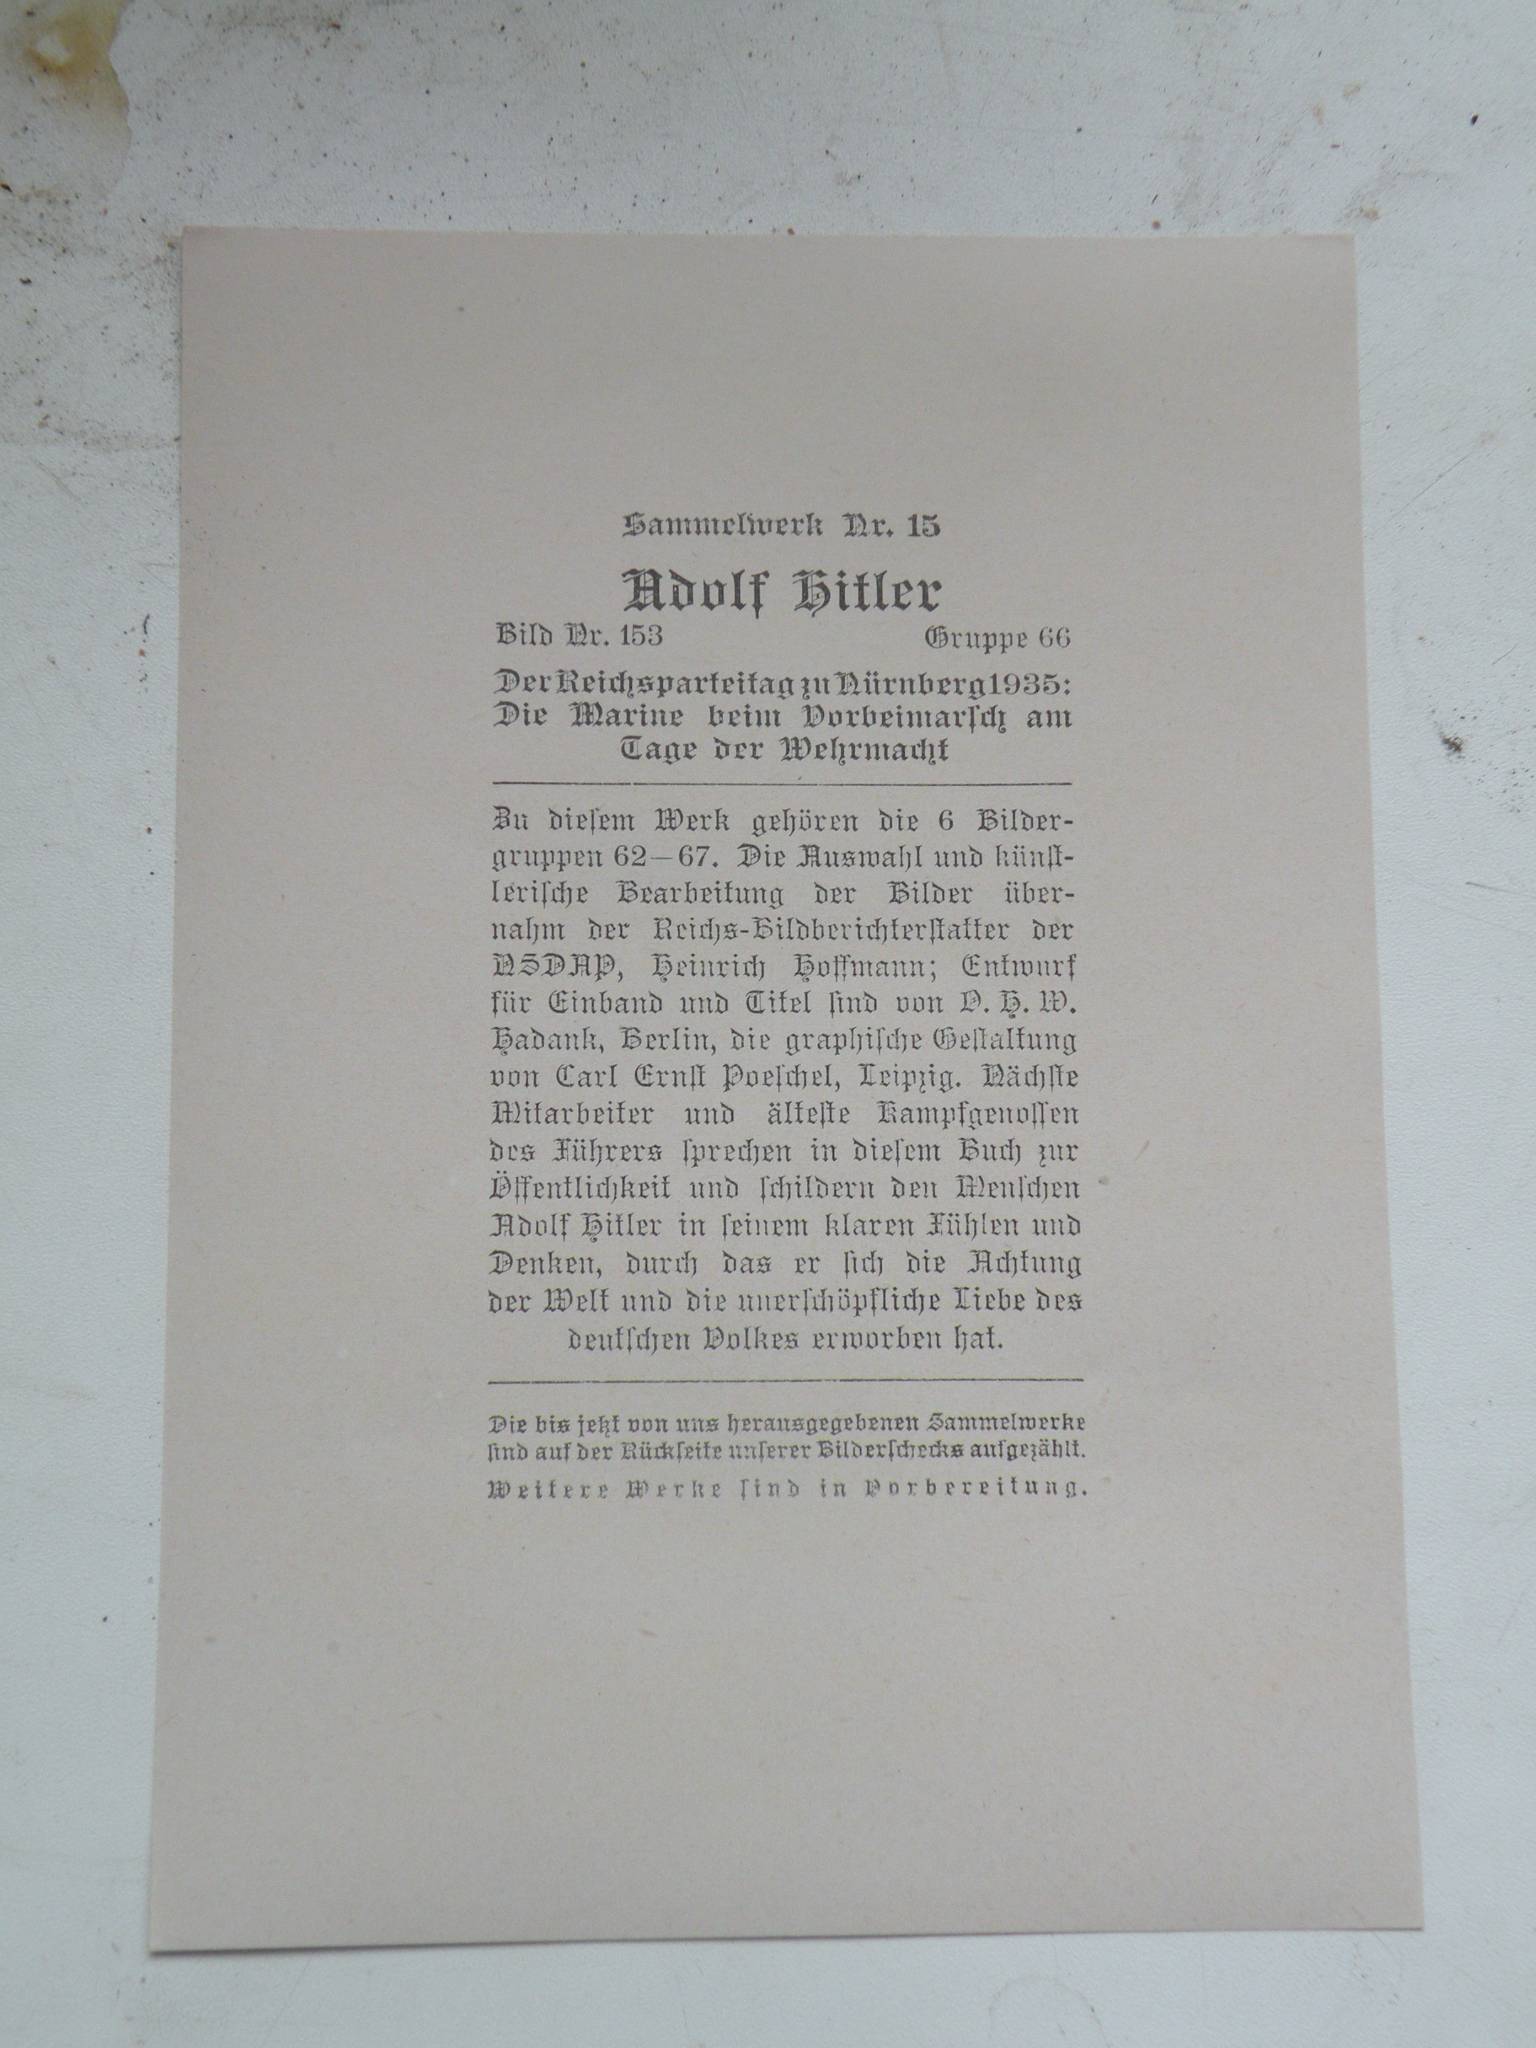 Sammelwerk Nr. 15
Adolf Hitler
Bild Nr. 153 Gruppe 66
Der Reichsparteitag zu Nürnberg 1935:
Die Marine beim Vorbeimarsch am
Tage der Wehrmacht
Zu diesem Werk gehören die 6 Bilder-
gruppen 62—67. Die Auswahl und künst-
lerische Bearbeitung der Bilder über-
nahm der Reichs-Bildberichterstatter der
NSDAP, Heinrich Hoffmann; Entwurf
für Einband und Titel sind von O. H. W.
Hadank, Berlin, die graphische Gestaltung
von Carl Ernst Poeschel, Leipzig. Nächste
Mitarbeiter und älteste Kampfgenossen
des Führers sprechen in diesem Buch zur
Öffentlichkeit und schildern den Menschen
Adolf Hitler in seinem klaren Fühlen und
Denken, durch das er sich die Achtung
der Welt und die unerschöpfliche Liebe des
deutschen Volkes erworben hat.
Die bis jetzt von uns herausgegebenen Sammelwerke
sind auf der Rückseite unserer Bilderschecks aufgezählt.
Weitere Werke sind in Vorbereitung.